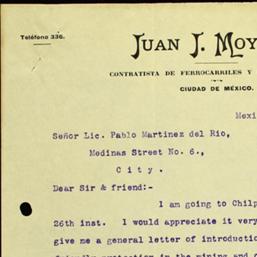 Teléfono 336.
JUAN J. MOY
CONTRATISTA DE FERROCARRILES Y
CIUDAD DE MÉXICO.
Mexi
Señor Lic. Pablo Martinez del Rio,
Medinas Street No. 6.,
City.
Dear Sir & friend:-
I am going to Chilp
26th inst. I would appreciate it very
give me a general letter of introductio